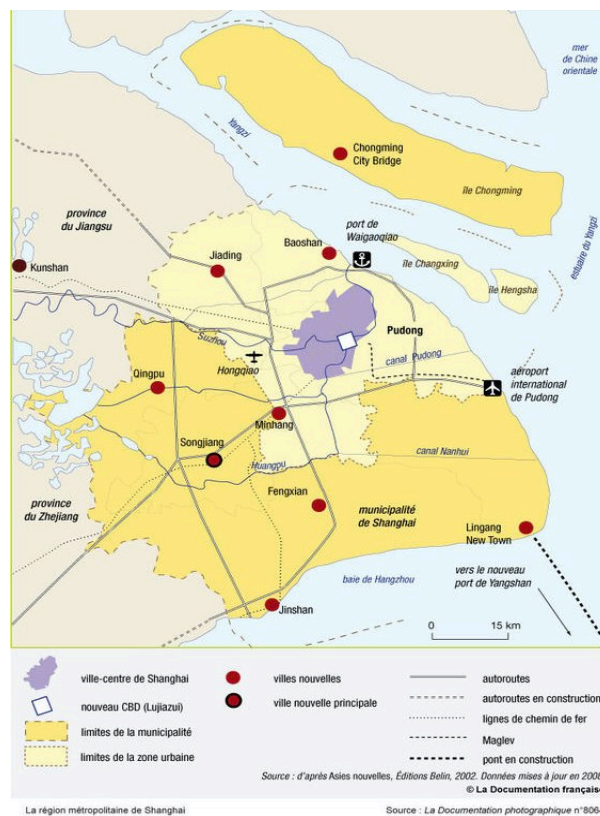 mer
de Chine
orientale
Yangzi
Chongming
City Bridge
île Chongming
province
du Jiangsu
port de
Waigaoqiao
Baoshan
estuaire du Yangzi
Jiading
île Changxing
Kunshan
île Hengsha
Pudong
Suzhou
canal Pudong
Hongqiao
Qingpu
aéroport
international
de Pudong
Minhang
Songjiang
canal Nanhui
Huangpu
Fengxian
province
du Zhejiang
municipalité
de Shanghai
Lingang
New Town
vers le nouveau
port de Yangshan
baie de Hangzhou
Jinshan
0 15 km
ville-centre de Shanghai
nouveau CBD (Lujiazui)
limites de la municipalité
limites de la zone urbaine
villes nouvelles
ville nouvelle principale
autoroutes
autoroutes en construction
lignes de chemin de fer
Maglev
pont en construction
Source : d'après Asies nouvelles, Éditions Belin, 2002. Données mises à jour en 2008
© La Documentation française
La région métropolitaine de Shanghai
Source : La Documentation photographique n°806